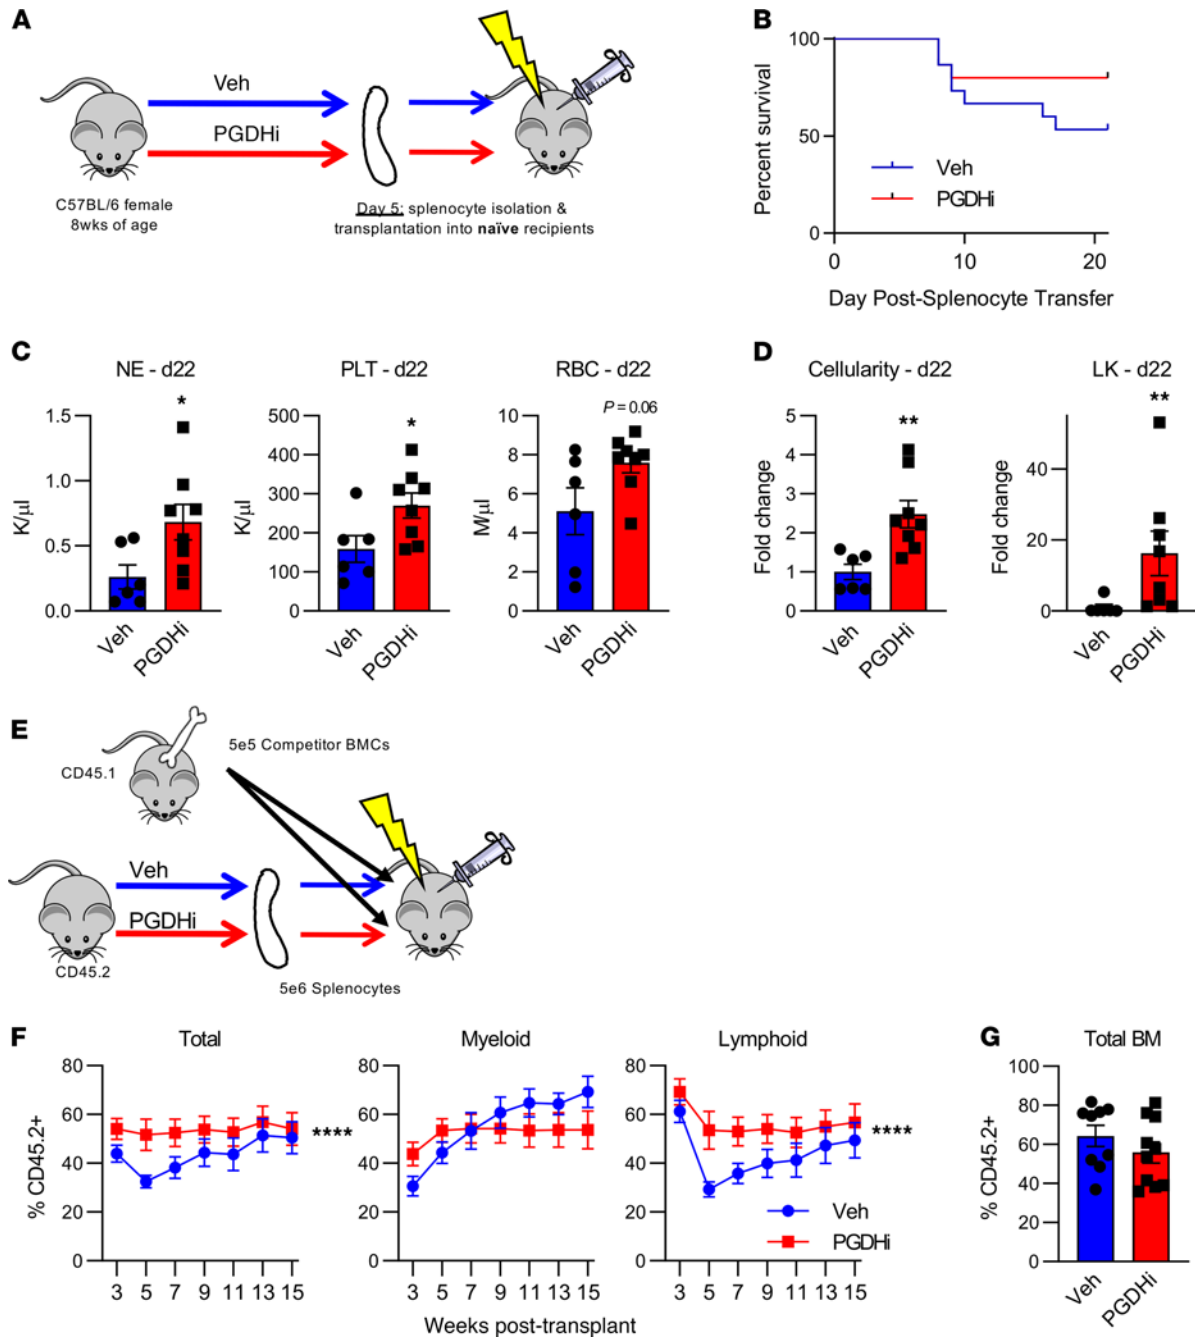 A
Veh
PGDHi
C57BL/6 female
8wks of age
Day 5: splenocyte isolation &
transplantation into naïve recipients
B
Percent survival
100
50
0
Veh
PGDHi
0 10 20
Day Post-Splenocyte Transfer
C
NE - d22
*
K/µl
1.5
1.0
0.5
0.0
Veh
PGDHi
PLT - d22
*
K/µl
500
400
300
200
100
0
Veh
PGDHi
RBC - d22
P = 0.06
M/µl
10
8
6
4
2
0
Veh
PGDHi
D
Cellularity - d22
**
Fold change
5
4
3
2
1
0
Veh
PGDHi
LK - d22
**
Fold change
40
20
0
Veh
PGDHi
E
5e5 Competitor BMCs
CD45.1
Veh
PGDHi
CD45.2
5e6 Splenocytes
F
Total
% CD45.2+
80
60
40
20
0
****
3 5 7 9 11 13 15
Myeloid
80
60
40
20
0
3 5 7 9 11 13 15
Lymphoid
80
60
40
20
0
****
Veh
PGDHi
3 5 7 9 11 13 15
Weeks post-transplant
G
Total BM
% CD45.2+
100
80
60
40
20
0
Veh
PGDHi